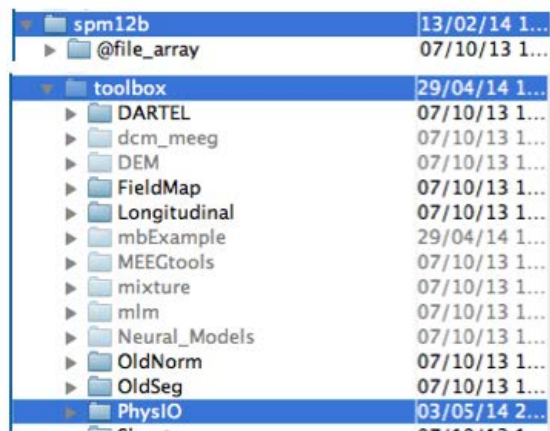 spm12b 13/02/14 1...
@file_array 07/10/13 1...
toolbox 29/04/14 1...
DARTEL 07/10/13 1...
dcm_meeg 07/10/13 1...
DEM 07/10/13 1...
FieldMap 07/10/13 1...
Longitudinal 07/10/13 1...
mbExample 29/04/14 1...
MEEGtools 07/10/13 1...
mixture 07/10/13 1...
mlm 07/10/13 1...
Neural_Models 07/10/13 1...
OldNorm 07/10/13 1...
OldSeg 07/10/13 1...
PhysIO 03/05/14 2...